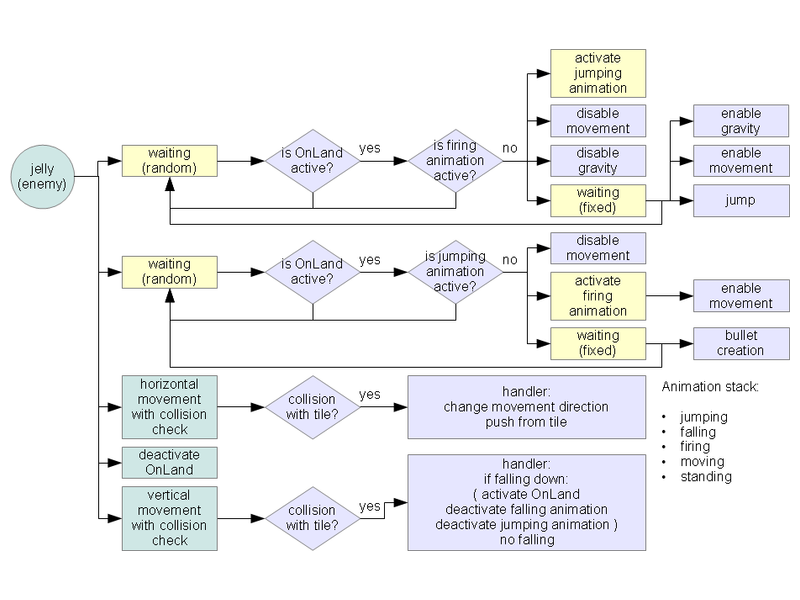 jelly
(enemy)
waiting
(random)
is OnLand
active?
yes
is firing
animation
active?
no
activate
jumping
animation
disable
movement
disable
gravity
waiting
(fixed)
enable
gravity
enable
movement
jump
waiting
(random)
is OnLand
active?
yes
is jumping
animation
active?
no
disable
movement
activate
firing
animation
waiting
(fixed)
enable
movement
bullet
creation
horizontal
movement
with collision
check
collision
with tile?
yes
handler:
change movement direction
push from tile
deactivate
OnLand
vertical
movement
with collision
check
collision
with tile?
yes
handler:
if falling down:
( activate OnLand
deactivate falling animation
deactivate jumping animation )
no falling
Animation stack:
• jumping
• falling
• firing
• moving
• standing